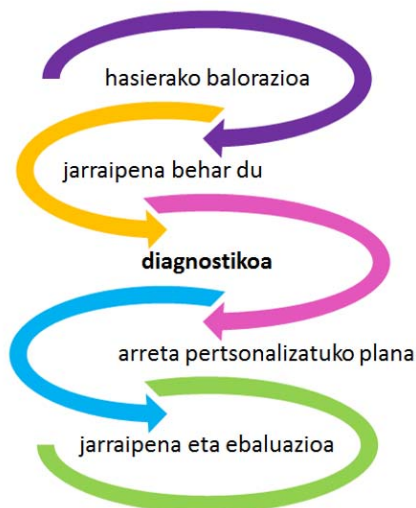 hasierako balorazioa
jarraipena behar du
diagnostikoa
arreta pertsonalizatuko plana
jarraipena eta ebaluazioa